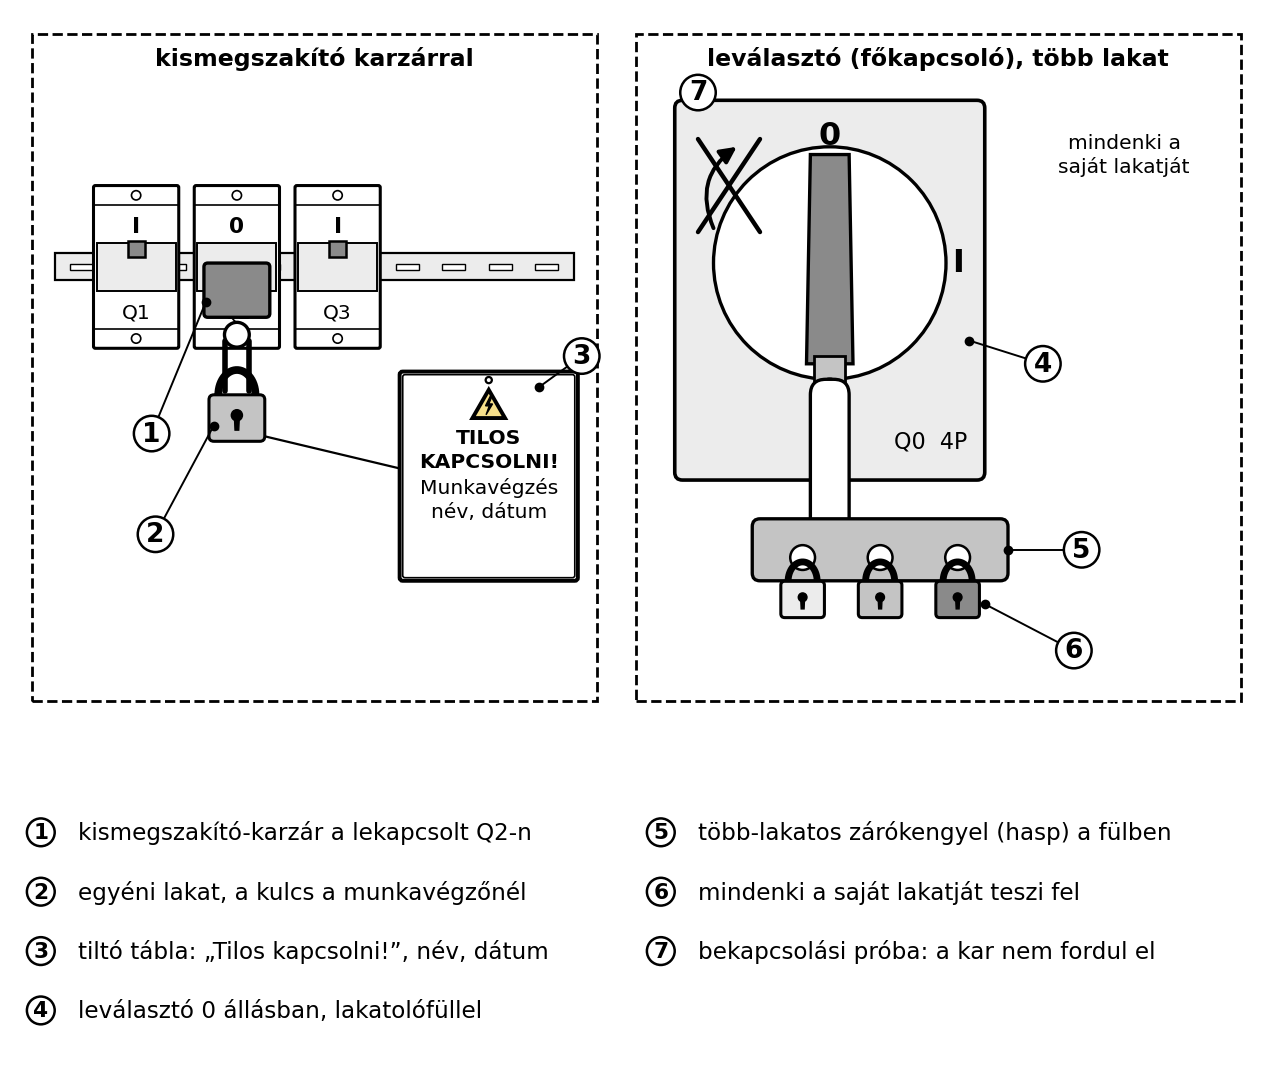 kismegszakító karzárral
I
0
I
Q1
Q3
1
2
3
TILOS
KAPCSOLNI!
Munkavégzés
név, dátum
leválasztó (főkapcsoló), több lakat
7
0
mindenki a
saját lakatját
I
4
Q0 4P
5
6
1 kismegszakító-karzár a lekapcsolt Q2-n
2 egyéni lakat, a kulcs a munkavégzőnél
3 tiltó tábla: „Tilos kapcsolni!”, név, dátum
4 leválasztó 0 állásban, lakatolófüllel
5 több-lakatos zárókengyel (hasp) a fülben
6 mindenki a saját lakatját teszi fel
7 bekapcsolási próba: a kar nem fordul el